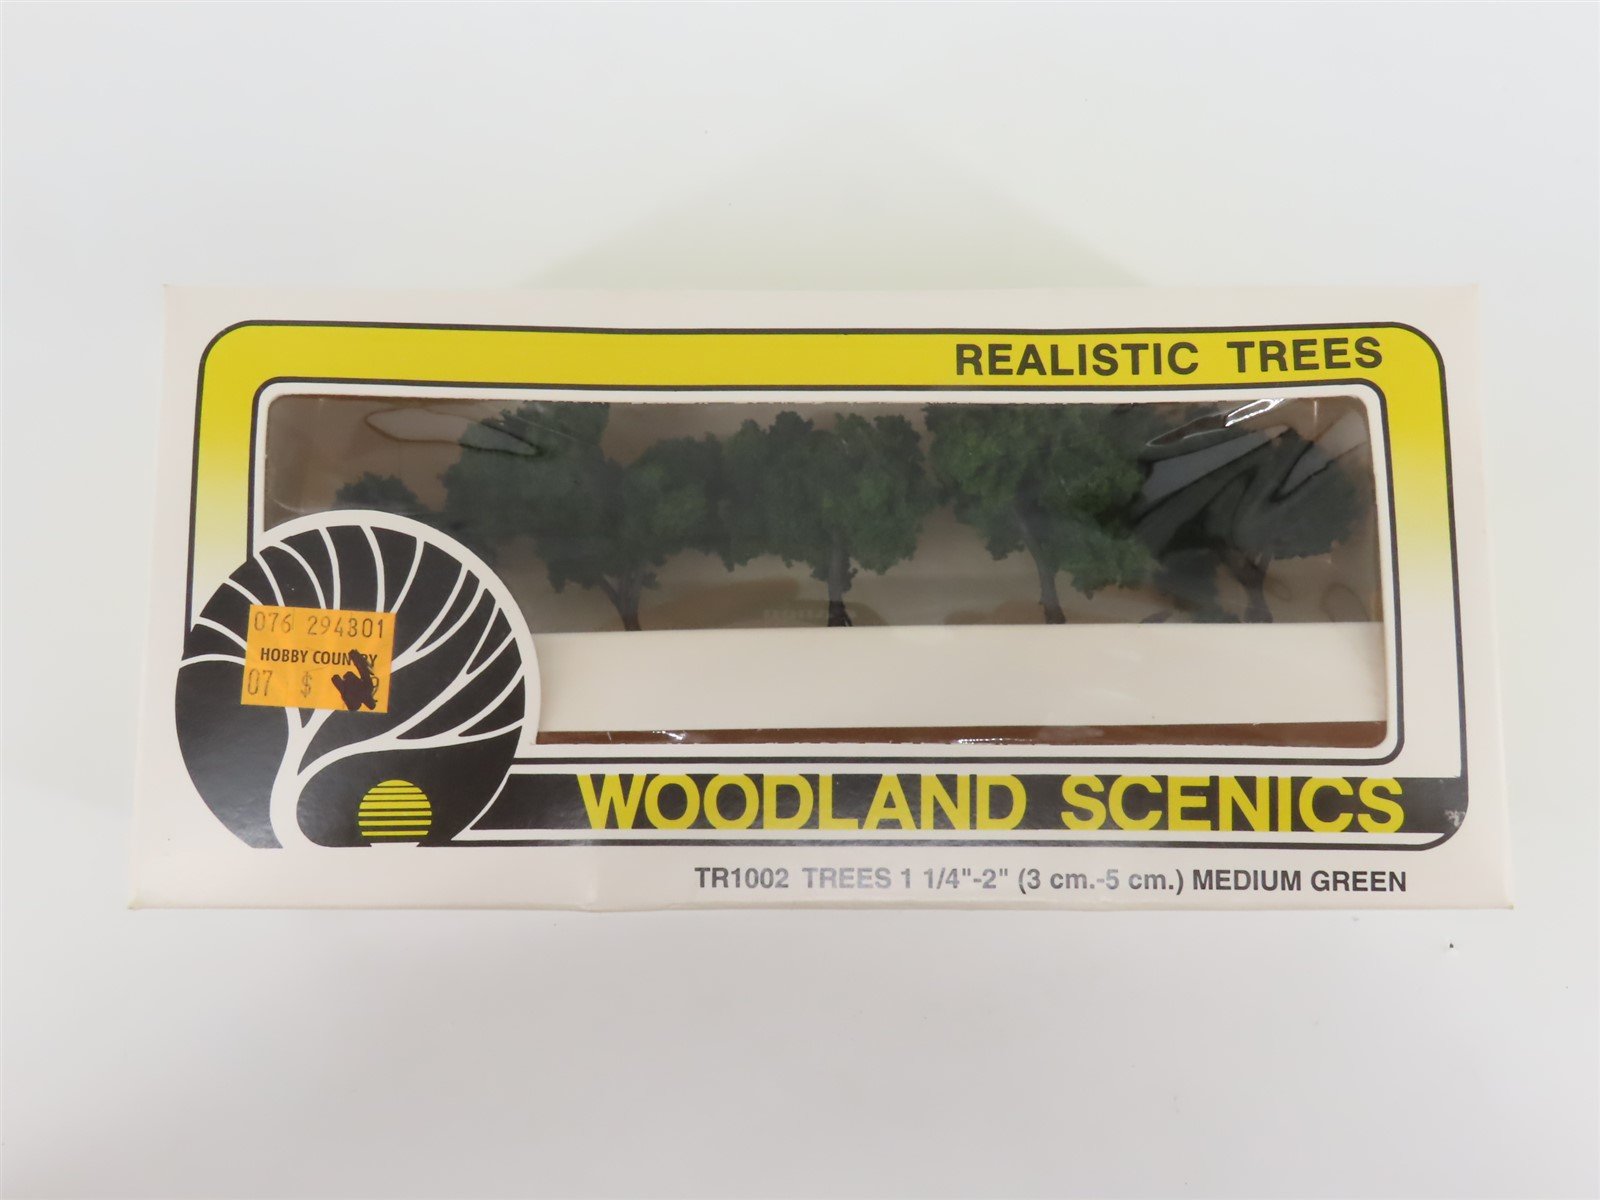 REALISTIC TREES
076 294301
HOBBY COUNTRY
07 $
WOODLAND SCENICS
TR1002 TREES 1 1/4"-2" (3 cm.-5 cm.) MEDIUM GREEN